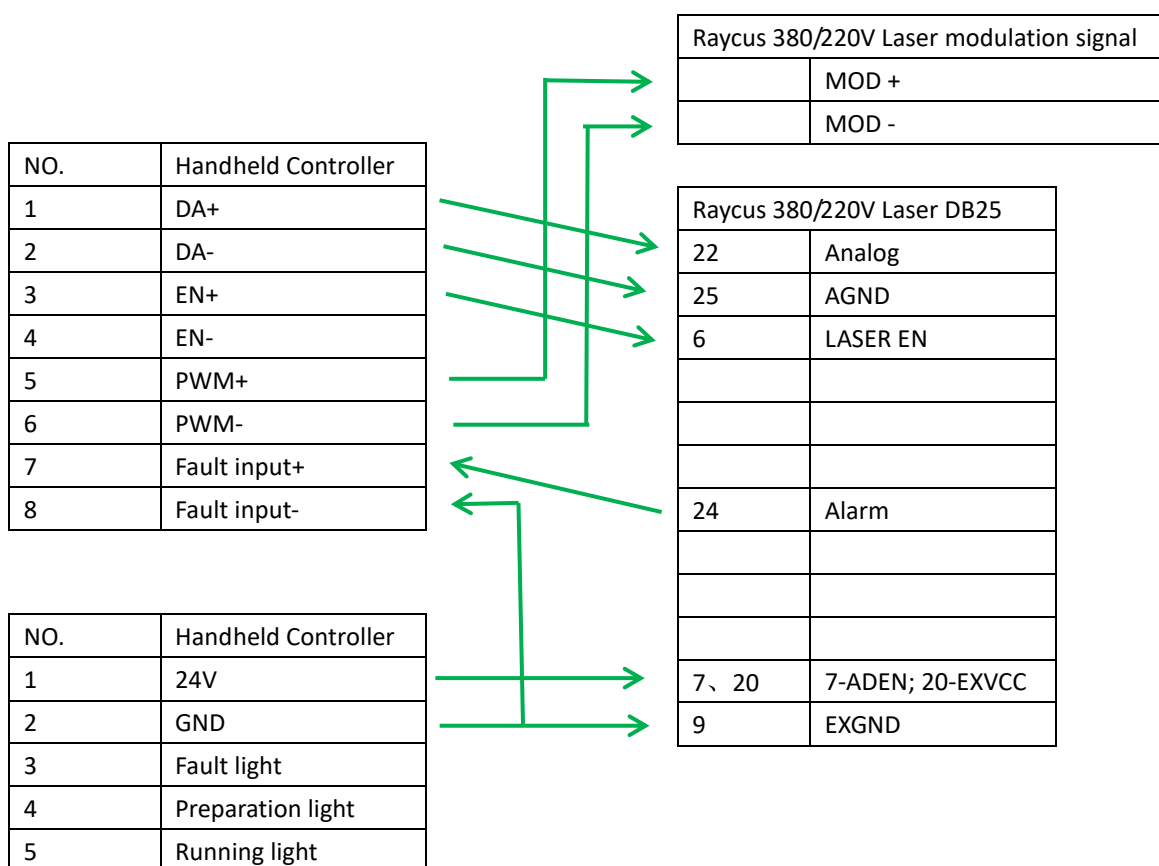 Raycus 380/220V Laser modulation signal
MOD +
MOD -
NO. Handheld Controller
1 DA+
2 DA-
3 EN+
4 EN-
5 PWM+
6 PWM-
7 Fault input+
8 Fault input-
Raycus 380/220V Laser DB25
22 Analog
25 AGND
6 LASER EN
24 Alarm
7、20 7-ADEN; 20-EXVCC
9 EXGND
NO. Handheld Controller
1 24V
2 GND
3 Fault light
4 Preparation light
5 Running light